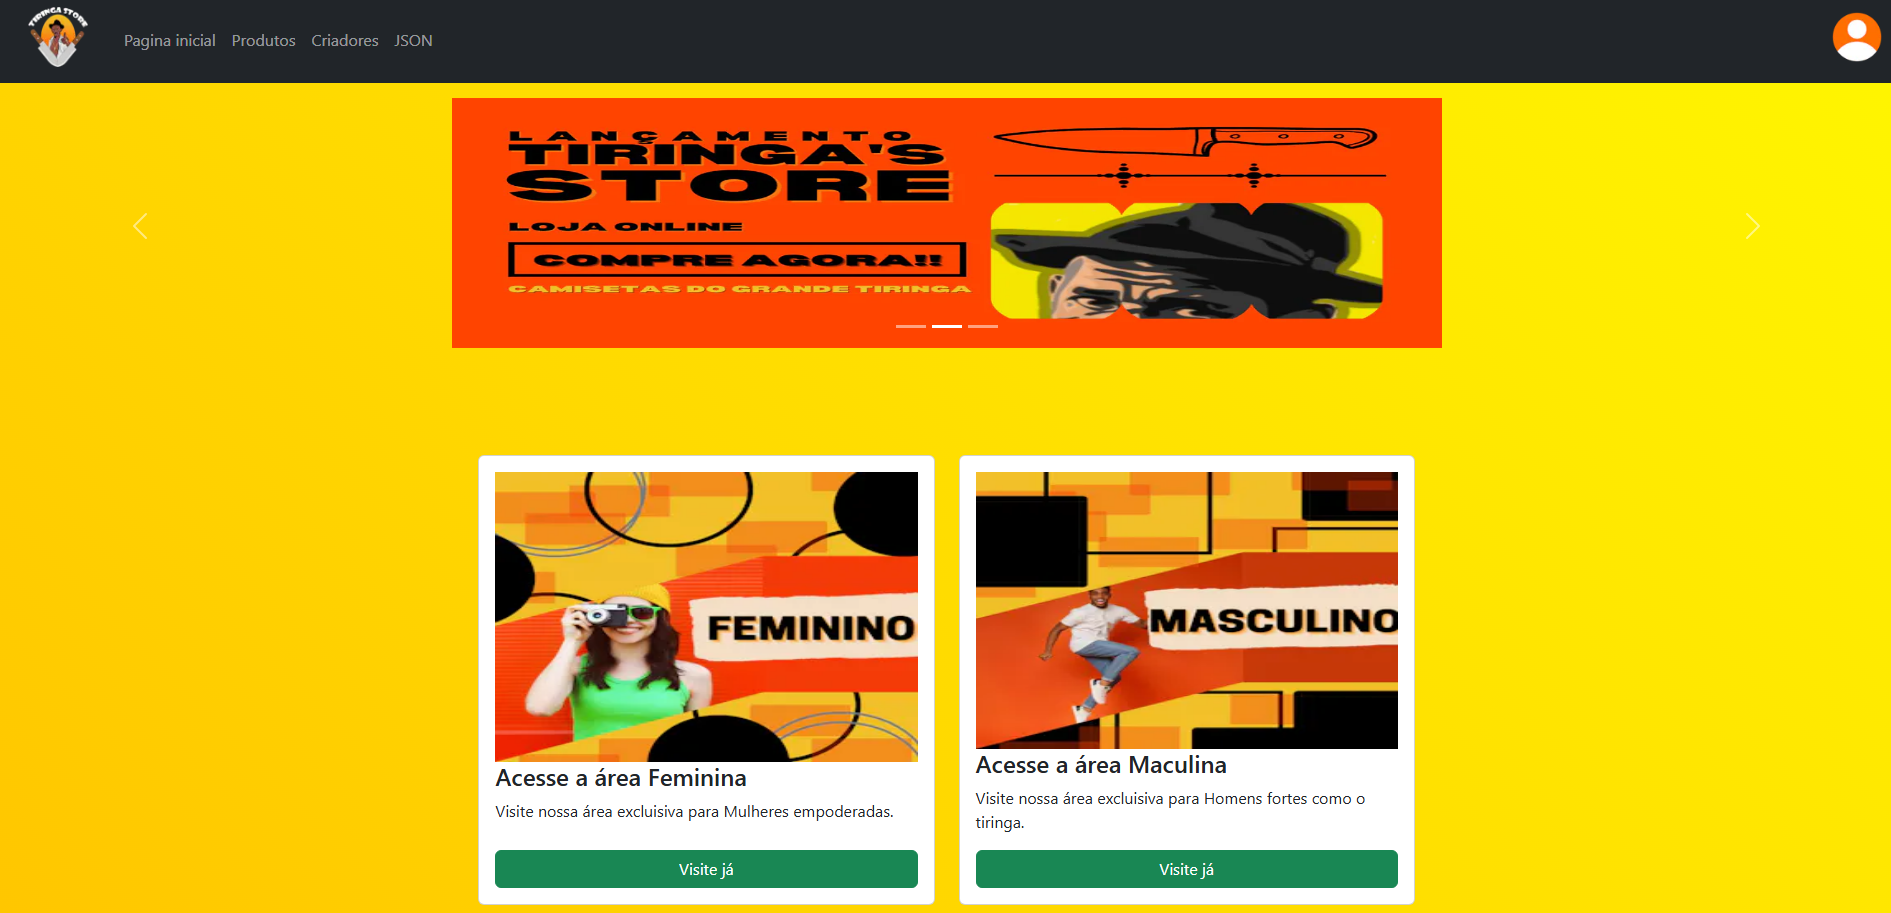 TIRINGA STORE
Pagina inicial Produtos Criadores JSON
LANÇAMENTO
TIRINGA'S
STORE
LOJA ONLINE
COMPRE AGORA!!
CAMISETAS DO GRANDE TIRINGA
FEMININO
Acesse a área Feminina
Visite nossa área excluisiva para Mulheres empoderadas.
Visite já
MASCULINO
Acesse a área Maculina
Visite nossa área excluisiva para Homens fortes como o
tiringa.
Visite já